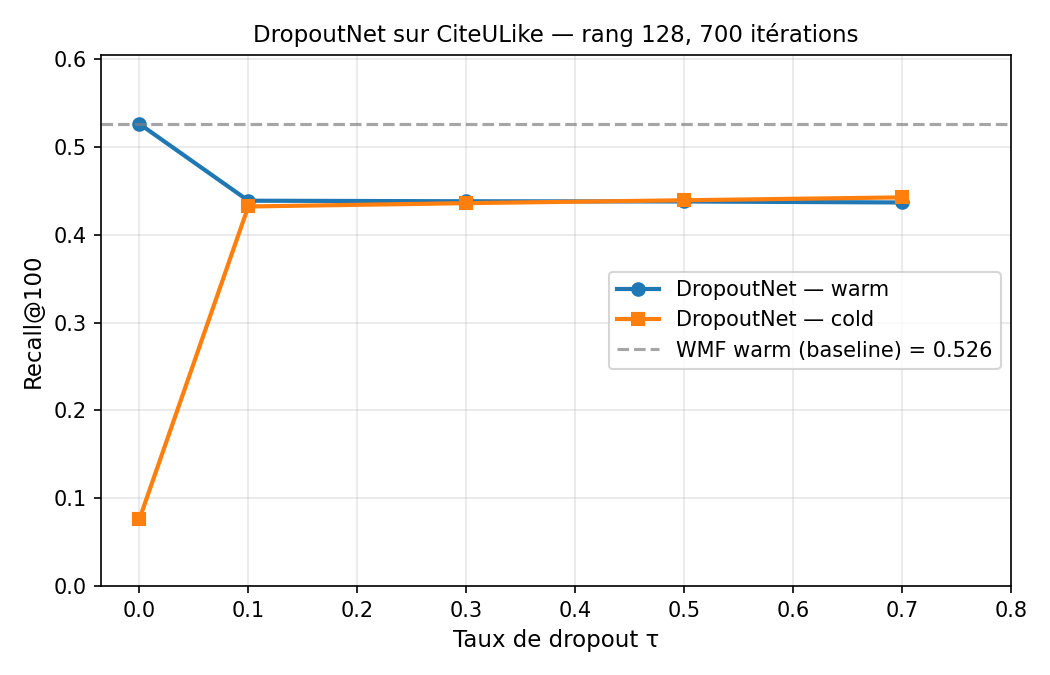 DropoutNet sur CiteULike — rang 128, 700 itérations
0.6
0.5
0.4
0.3
0.2
0.1
0.0
Recall@100
DropoutNet — warm
DropoutNet — cold
WMF warm (baseline) = 0.526
0.0 0.1 0.2 0.3 0.4 0.5 0.6 0.7 0.8
Taux de dropout τ